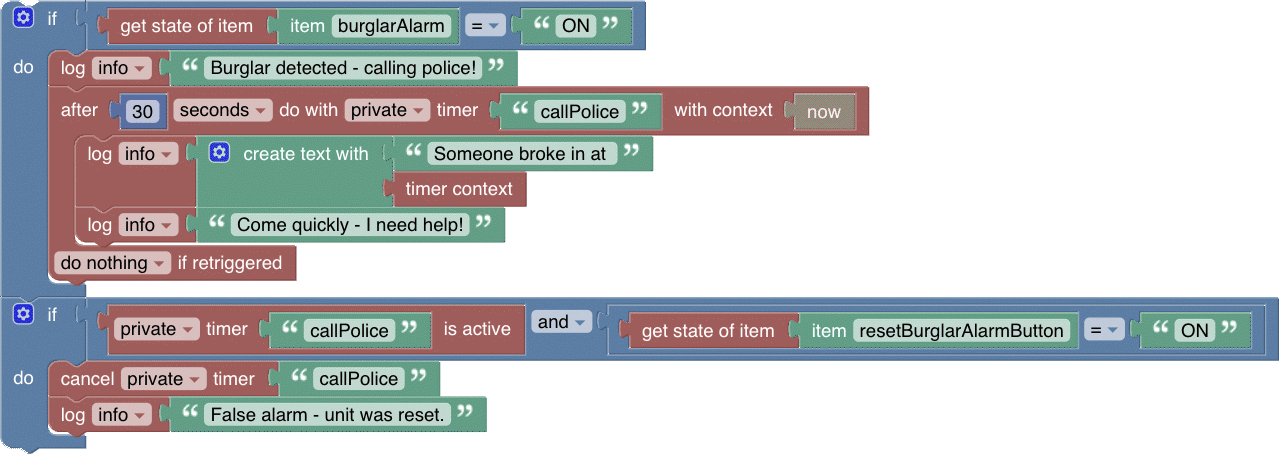 if get state of item item burglarAlarm = “ ON ”
do log info “ Burglar detected - calling police! ”
after 30 seconds do with private timer “ callPolice ” with context now
log info create text with “ Someone broke in at ”
timer context
log info “ Come quickly - I need help! ”
do nothing if retriggered
if private timer “ callPolice ” is active and get state of item item resetBurglarAlarmButton = “ ON ”
do cancel private timer “ callPolice ”
log info “ False alarm - unit was reset. ”